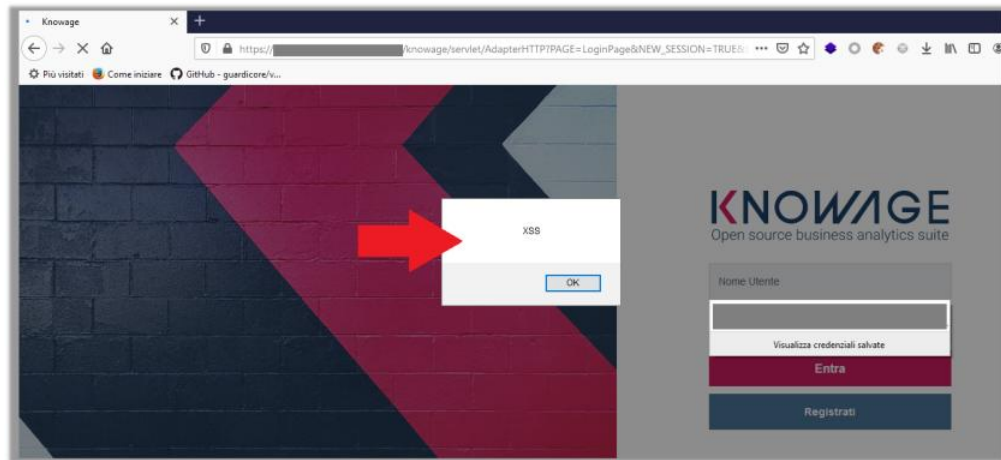 Knowage
https:// /knowage/servlet/AdapterHTTP?PAGE=LoginPage&NEW_SESSION=TRUE&
Più visitati Come iniziare GitHub - guardicore/v...
XSS
OK
KNOWAGE
Open source business analytics suite
Nome Utente
Visualizza credenziali salvate
Entra
Registrati